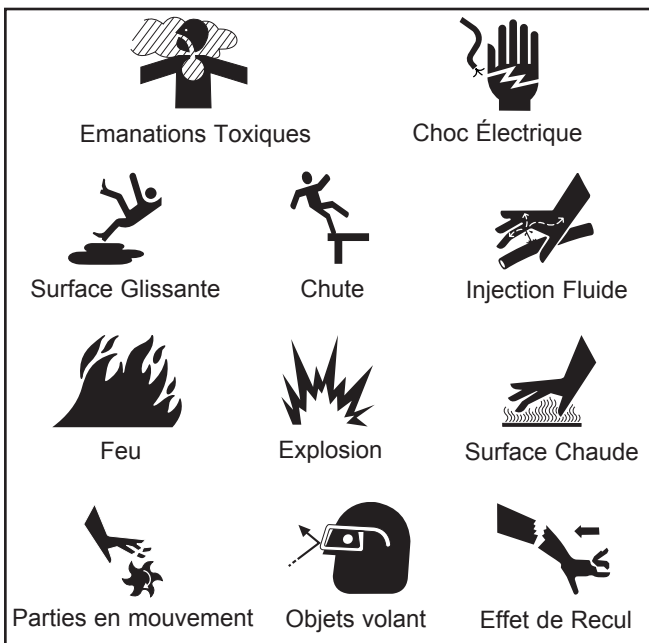 Emanations Toxiques
Choc Électrique
Surface Glissante
Chute
Injection Fluide
Feu
Explosion
Surface Chaude
Parties en mouvement
Objets volant
Effet de Recul